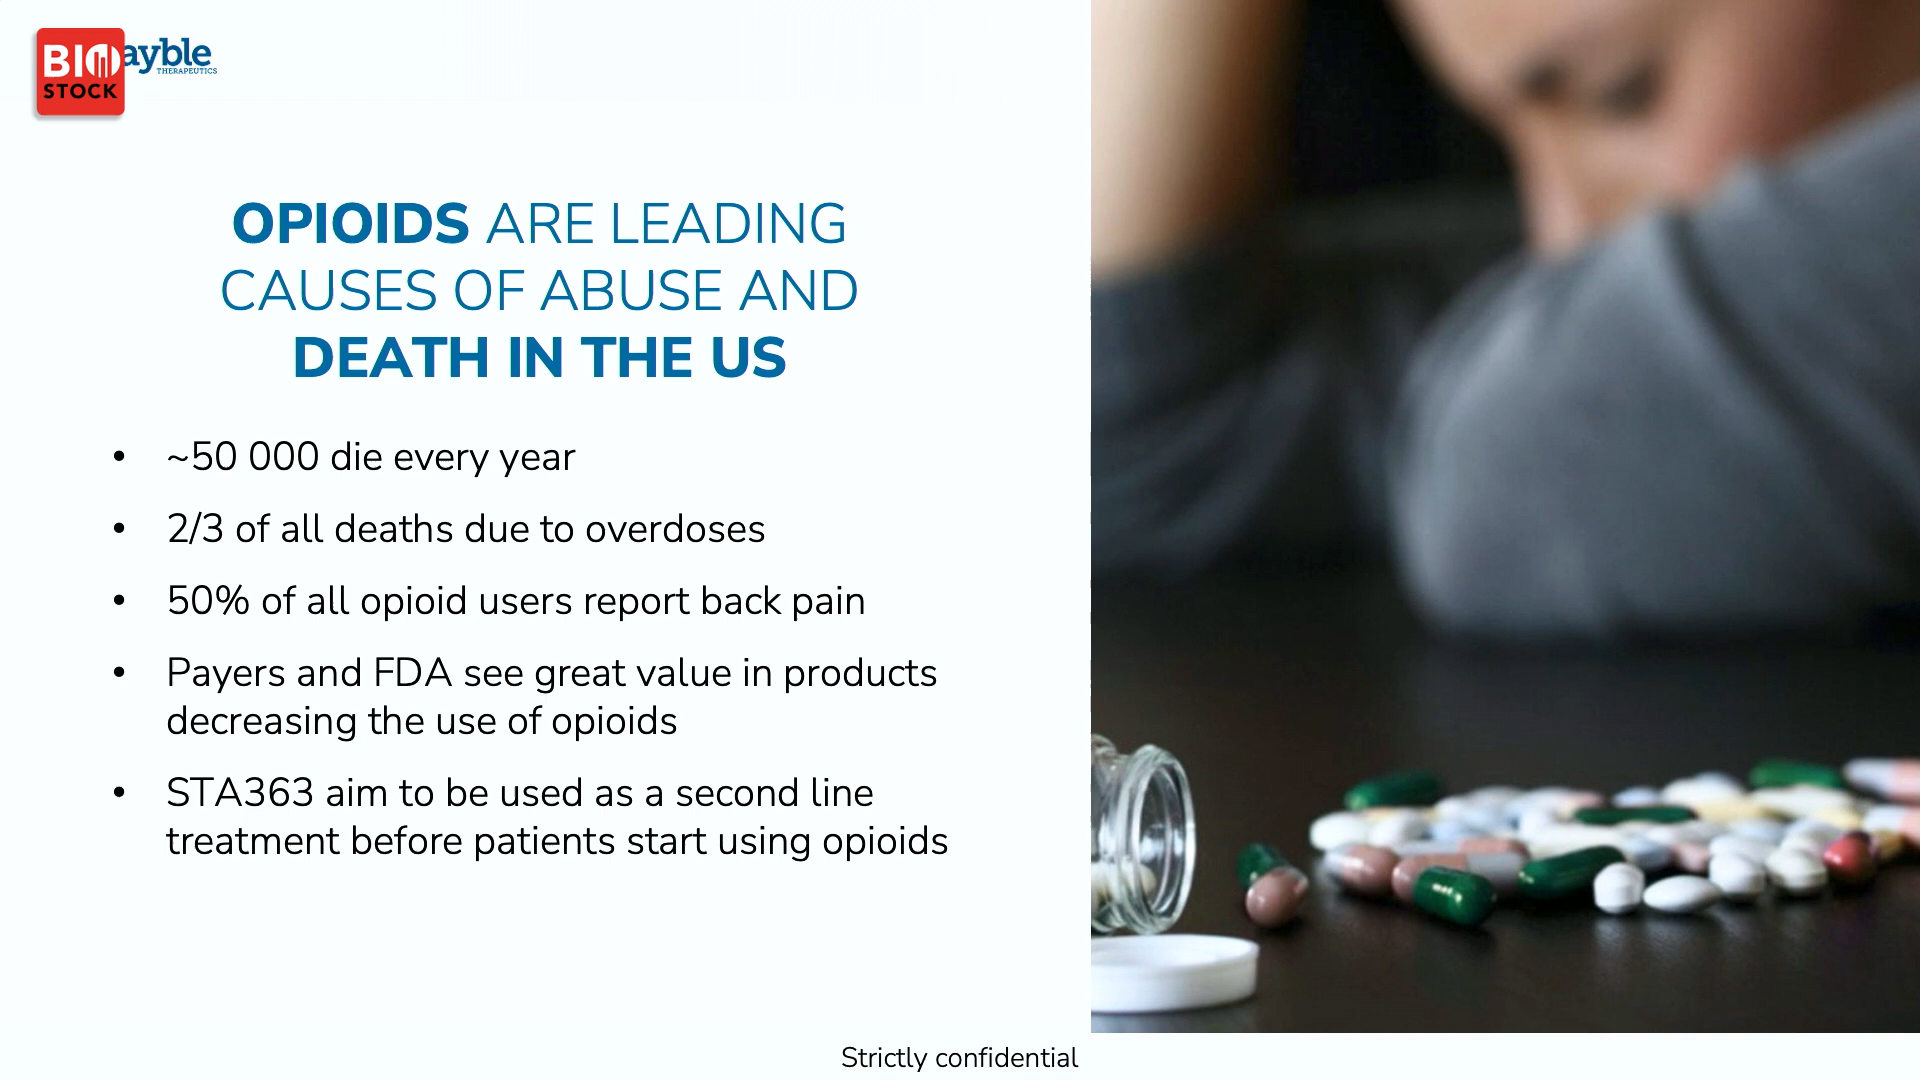 BIO
STOCK
ayble
THERAPEUTICS
OPIOIDS ARE LEADING
CAUSES OF ABUSE AND
DEATH IN THE US
• ~50 000 die every year
• 2/3 of all deaths due to overdoses
• 50% of all opioid users report back pain
• Payers and FDA see great value in products
decreasing the use of opioids
• STA363 aim to be used as a second line
treatment before patients start using opioids
Strictly confidential